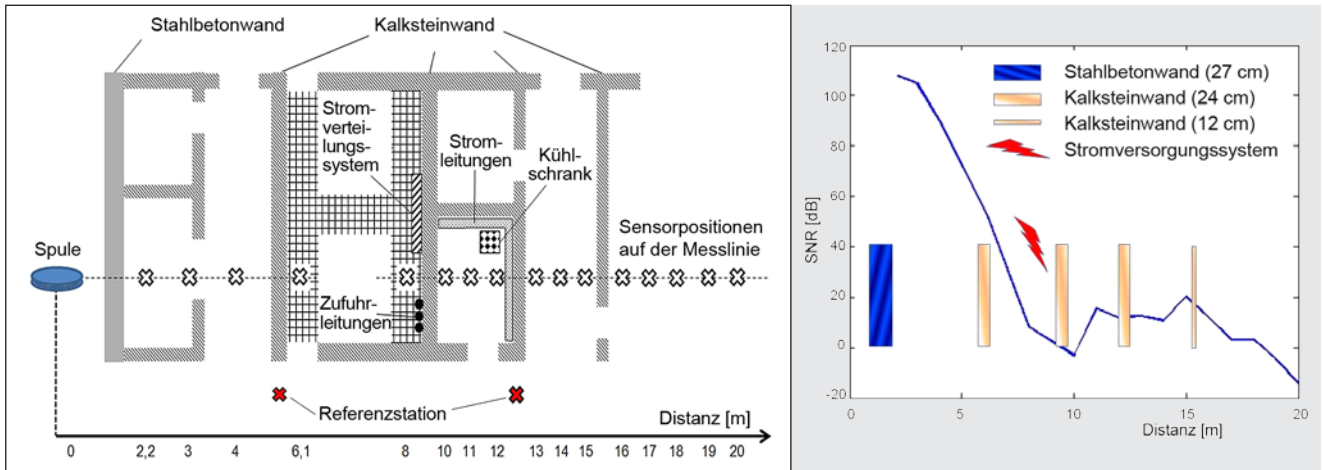 Stahlbetonwand
Kalksteinwand
Strom-
verteil-
lungs-
system
Strom-
leitungen
Kühl-
schrank
Sensorpositionen
auf der Messlinie
Spule
Zufuhr-
leitungen
Referenzstation
Distanz [m]
0 2,2 3 4 6,1 8 10 11 12 13 14 15 16 17 18 19 20
120
100
80
60
40
20
0
-20
SNR [dB]
Stahlbetonwand (27 cm)
Kalksteinwand (24 cm)
Kalksteinwand (12 cm)
Stromversorgungssystem
0 5 10 15 20
Distanz [m]